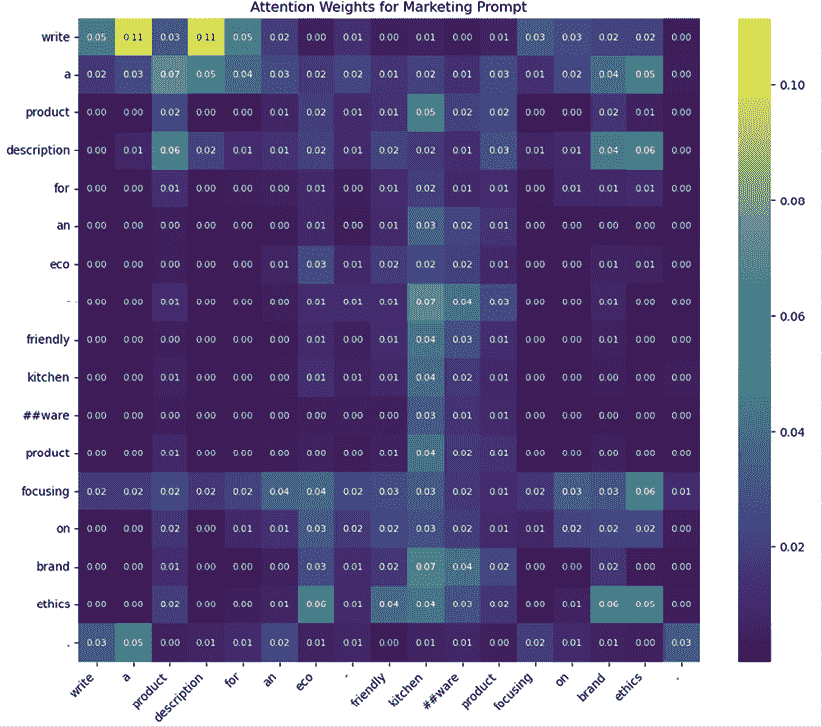 Attention Weights for Marketing Prompt
write 0.05 0.11 0.03 0.11 0.05 0.02 0.00 0.01 0.00 0.01 0.00 0.01 0.03 0.03 0.02 0.02 0.00
a 0.02 0.03 0.07 0.05 0.04 0.03 0.02 0.02 0.01 0.02 0.01 0.03 0.01 0.02 0.04 0.05 0.00
0.10
product 0.00 0.00 0.02 0.00 0.00 0.01 0.02 0.01 0.01 0.05 0.02 0.02 0.00 0.00 0.02 0.01 0.00
description 0.00 0.01 0.06 0.02 0.01 0.01 0.02 0.01 0.02 0.02 0.01 0.03 0.01 0.01 0.04 0.06 0.00
for 0.00 0.00 0.01 0.00 0.00 0.00 0.01 0.00 0.01 0.02 0.01 0.01 0.00 0.01 0.01 0.01 0.00
0.08
an 0.00 0.00 0.00 0.00 0.00 0.00 0.01 0.00 0.01 0.03 0.02 0.01 0.00 0.00 0.00 0.00 0.00
eco 0.00 0.00 0.00 0.00 0.00 0.01 0.03 0.01 0.02 0.02 0.02 0.01 0.00 0.00 0.01 0.01 0.00
- 0.00 0.00 0.01 0.00 0.00 0.00 0.01 0.01 0.01 0.07 0.04 0.03 0.00 0.00 0.01 0.00 0.00
0.06
friendly 0.00 0.00 0.00 0.00 0.00 0.00 0.01 0.00 0.01 0.04 0.03 0.01 0.00 0.00 0.01 0.00 0.00
kitchen 0.00 0.00 0.01 0.00 0.00 0.00 0.01 0.01 0.01 0.04 0.02 0.01 0.00 0.00 0.00 0.00 0.00
##ware 0.00 0.00 0.00 0.00 0.00 0.00 0.00 0.00 0.00 0.03 0.01 0.01 0.00 0.00 0.00 0.00 0.00
0.04
product 0.00 0.00 0.01 0.00 0.00 0.00 0.00 0.00 0.01 0.04 0.02 0.01 0.00 0.00 0.00 0.00 0.00
focusing 0.02 0.02 0.02 0.02 0.02 0.04 0.04 0.02 0.03 0.03 0.02 0.01 0.02 0.03 0.03 0.06 0.01
on 0.00 0.00 0.02 0.00 0.01 0.01 0.03 0.02 0.02 0.03 0.02 0.01 0.01 0.02 0.02 0.02 0.00
0.02
brand 0.00 0.00 0.01 0.00 0.00 0.00 0.03 0.01 0.02 0.07 0.04 0.02 0.00 0.00 0.02 0.00 0.00
ethics 0.00 0.00 0.02 0.00 0.00 0.01 0.06 0.01 0.04 0.04 0.03 0.02 0.00 0.01 0.06 0.05 0.00
. 0.03 0.05 0.00 0.01 0.01 0.02 0.01 0.01 0.00 0.01 0.01 0.00 0.02 0.01 0.01 0.00 0.03
write a product description for an eco - friendly kitchen ##ware product focusing on brand ethics .